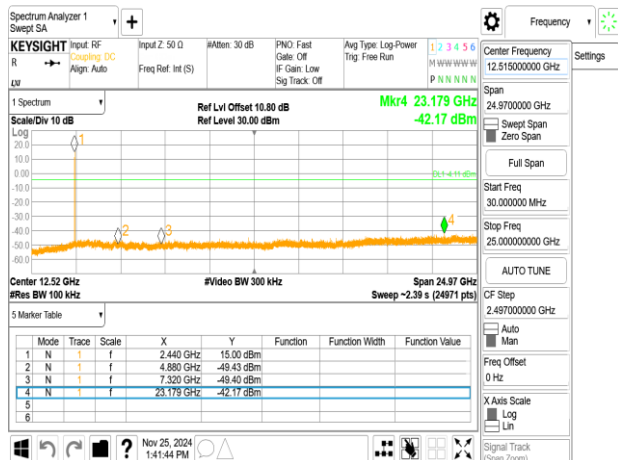 Spectrum Analyzer 1
Swept SA
Frequency
KEYSIGHT
Input: RF
Input Z: 50 Ω
#Atten: 30 dB
PNO: Fast
Avg Type: Log-Power
1 2 3 4 5 6
R
Coupling: DC
Gate: Off
Trig: Free Run
M W W W W W
Align: Auto
Freq Ref: Int (S)
IF Gain: Low
Sig Track: Off
P N N N N N
LXI
1 Spectrum
Ref Lvl Offset 10.80 dB
Mkr4 23.179 GHz
Scale/Div 10 dB
Ref Level 30.00 dBm
-42.17 dBm
Log
20.0
10.0
0.00
DL1 -4.11 dBm
-10.0
-20.0
-30.0
-40.0
-50.0
-60.0
1
2
3
4
Center 12.52 GHz
#Video BW 300 kHz
Span 24.97 GHz
#Res BW 100 kHz
Sweep ~2.39 s (24971 pts)
5 Marker Table
Mode Trace Scale X Y Function Function Width Function Value
1 N 1 f 2.440 GHz 15.00 dBm
2 N 1 f 4.880 GHz -49.43 dBm
3 N 1 f 7.320 GHz -49.40 dBm
4 N 1 f 23.179 GHz -42.17 dBm
5
6
Nov 25, 2024
1:41:44 PM
Center Frequency
12.515000000 GHz
Settings
Span
24.9700000 GHz
Swept Span
Zero Span
Full Span
Start Freq
30.000000 MHz
Stop Freq
25.000000000 GHz
AUTO TUNE
CF Step
2.497000000 GHz
Auto
Man
Freq Offset
0 Hz
X Axis Scale
Log
Lin
Signal Track
(Span Zoom)